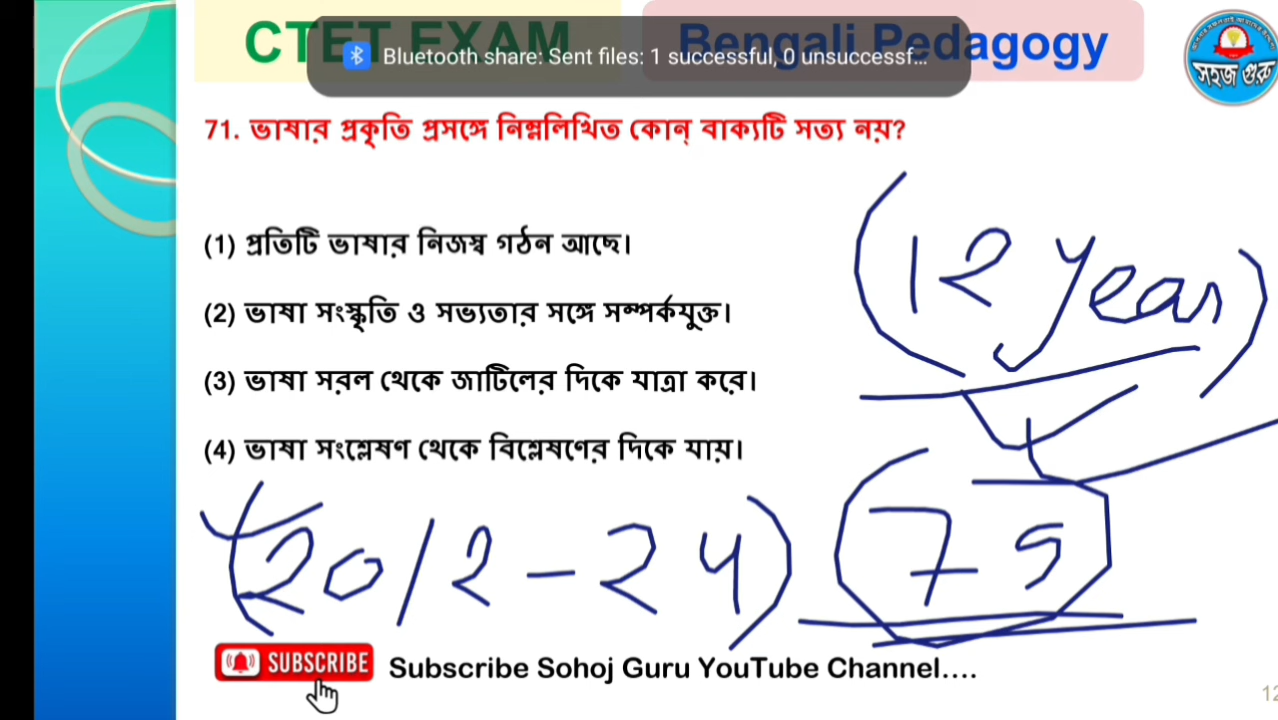 CTET EXAM
Bengali Pedagogy
Bluetooth share: Sent files: 1 successful, 0 unsuccessf...
সহজ গুরু
71. ভাষার প্রকৃতি প্রসঙ্গে নিম্নলিখিত কোন্ বাক্যটি সত্য নয়?
(1) প্রতিটি ভাষার নিজস্ব গঠন আছে।
(2) ভাষা সংস্কৃতি ও সভ্যতার সঙ্গে সম্পর্কযুক্ত।
(3) ভাষা সরল থেকে জাটিলের দিকে যাত্রা করে।
(4) ভাষা সংশ্লেষণ থেকে বিশ্লেষণের দিকে যায়।
(12 year)
(2012-24)
75
SUBSCRIBE
Subscribe Sohoj Guru YouTube Channel....